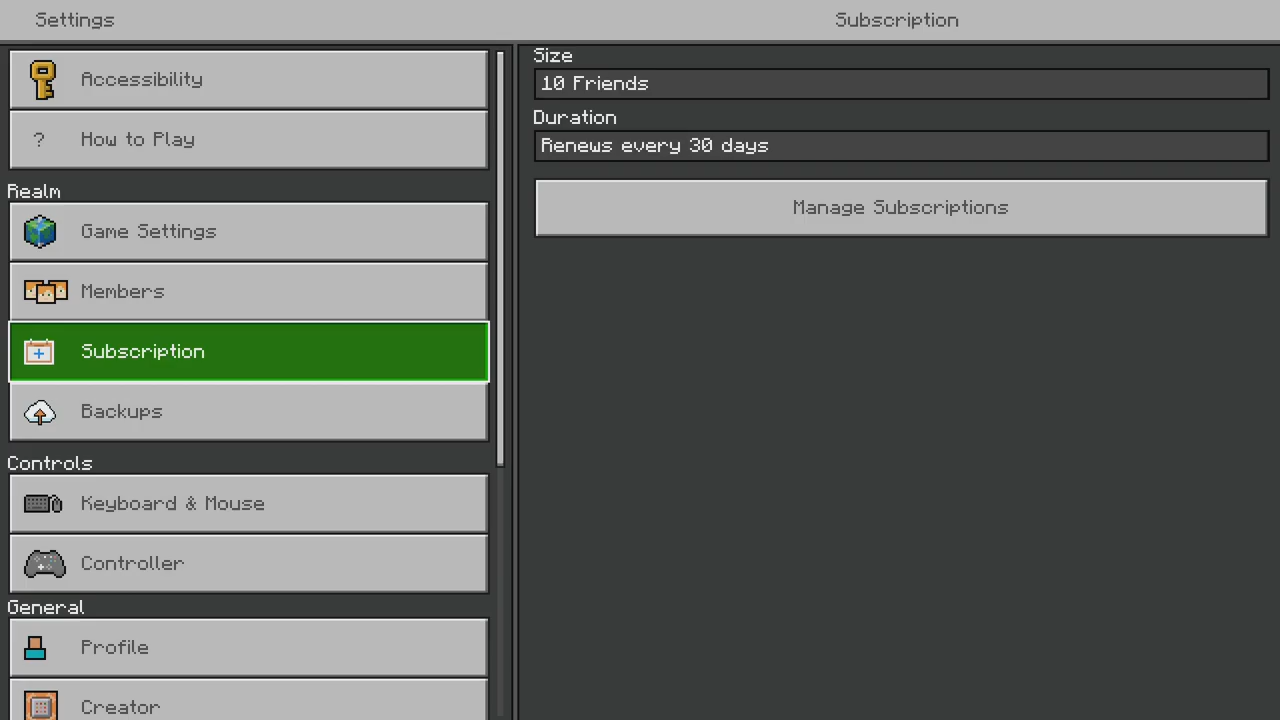 Settings
Subscription
Accessibility
? How to Play
Realm
Game Settings
Members
Subscription
Backups
Controls
Keyboard & Mouse
Controller
General
Profile
Creator
Size
10 Friends
Duration
Renews every 30 days
Manage Subscriptions